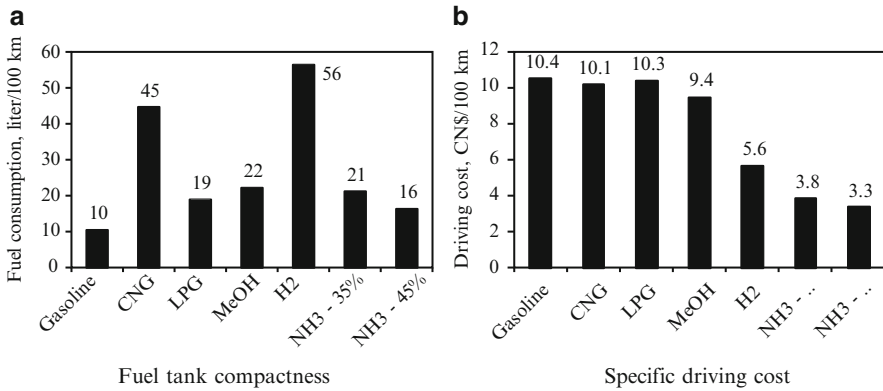 a
Fuel consumption, liter/100 km
60
50
40
30
20
10
0
10
45
19
22
56
21
16
Gasoline
CNG
LPG
MeOH
H2
NH3 - 35%
NH3 - 45%
Fuel tank compactness
b
Driving cost, CN$/100 km
12
10
8
6
4
2
0
10.4
10.1
10.3
9.4
5.6
3.8
3.3
Gasoline
CNG
LPG
MeOH
H2
NH3 - ..
NH3 - ..
Specific driving cost